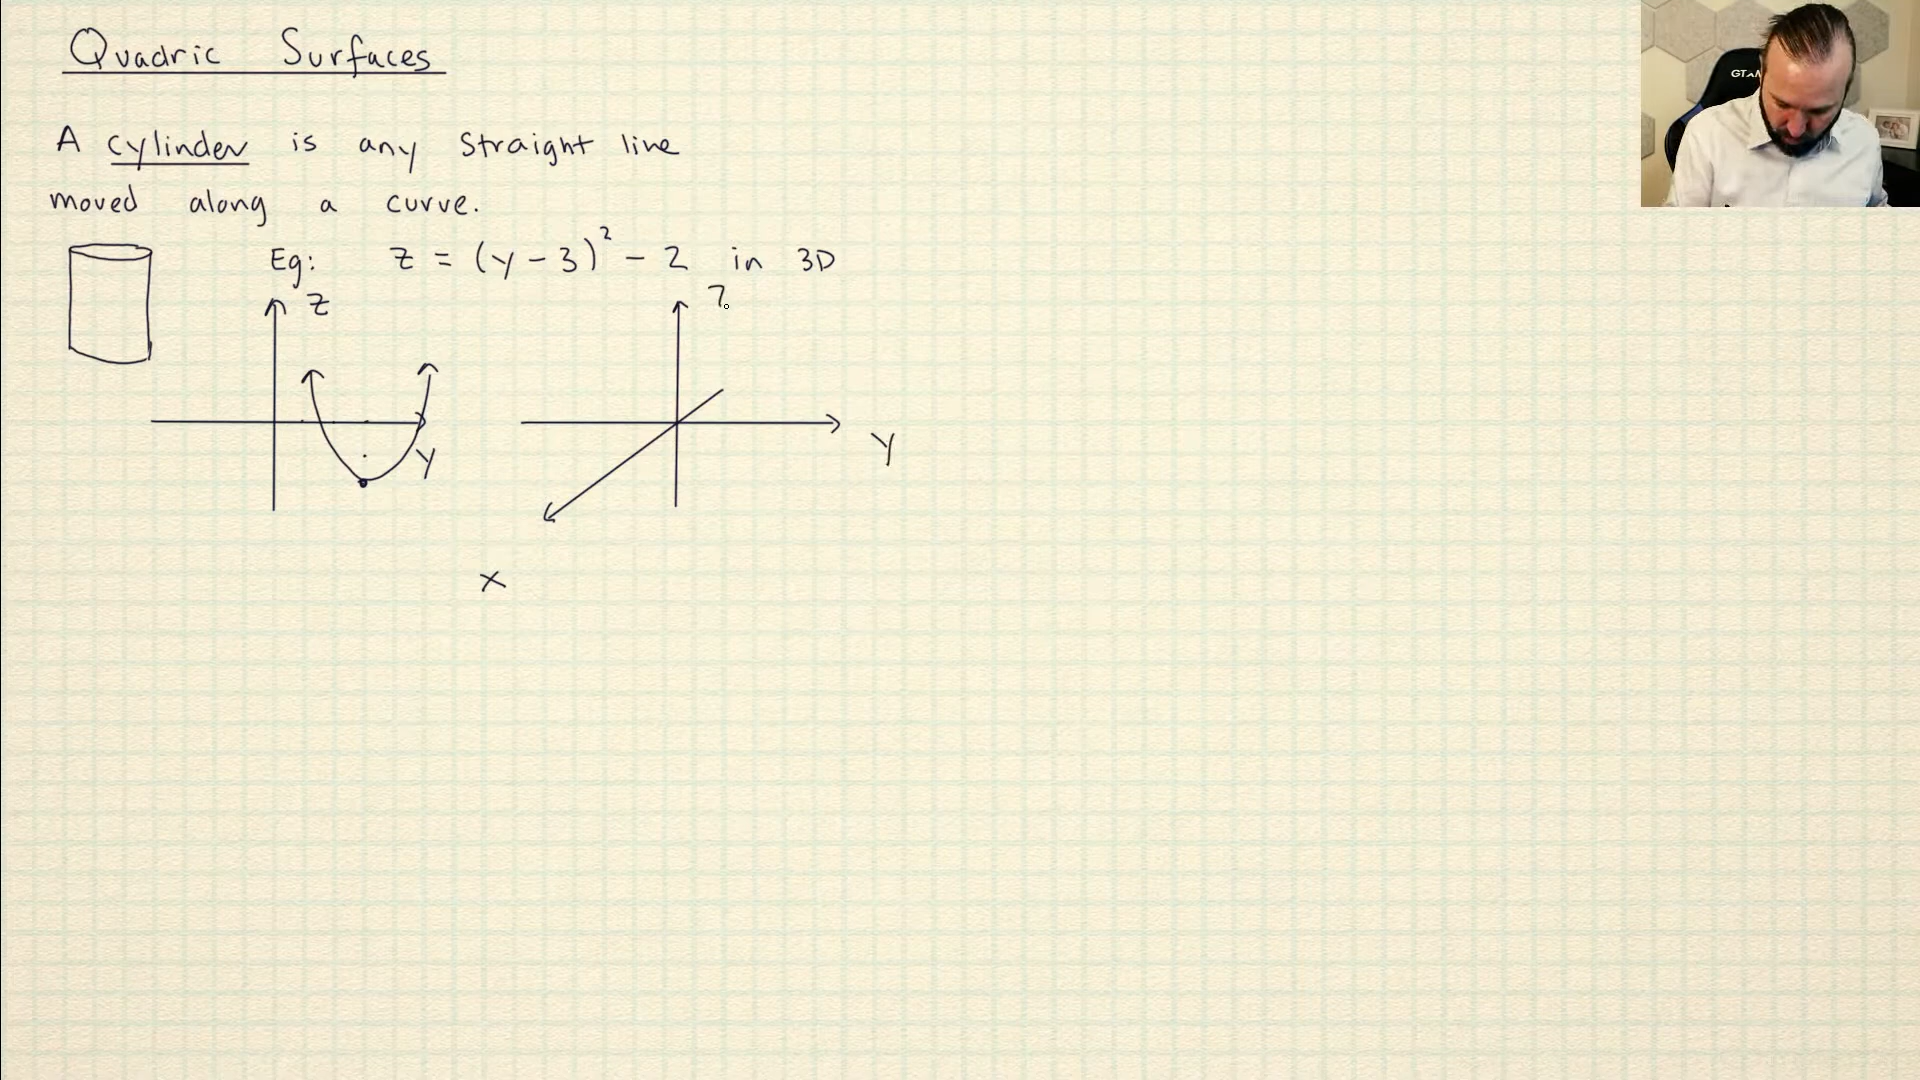 Quadric Surfaces
A cylinder is any straight line
moved along a curve.
Eg: z = (y - 3)² - 2 in 3D
z
y
y
x